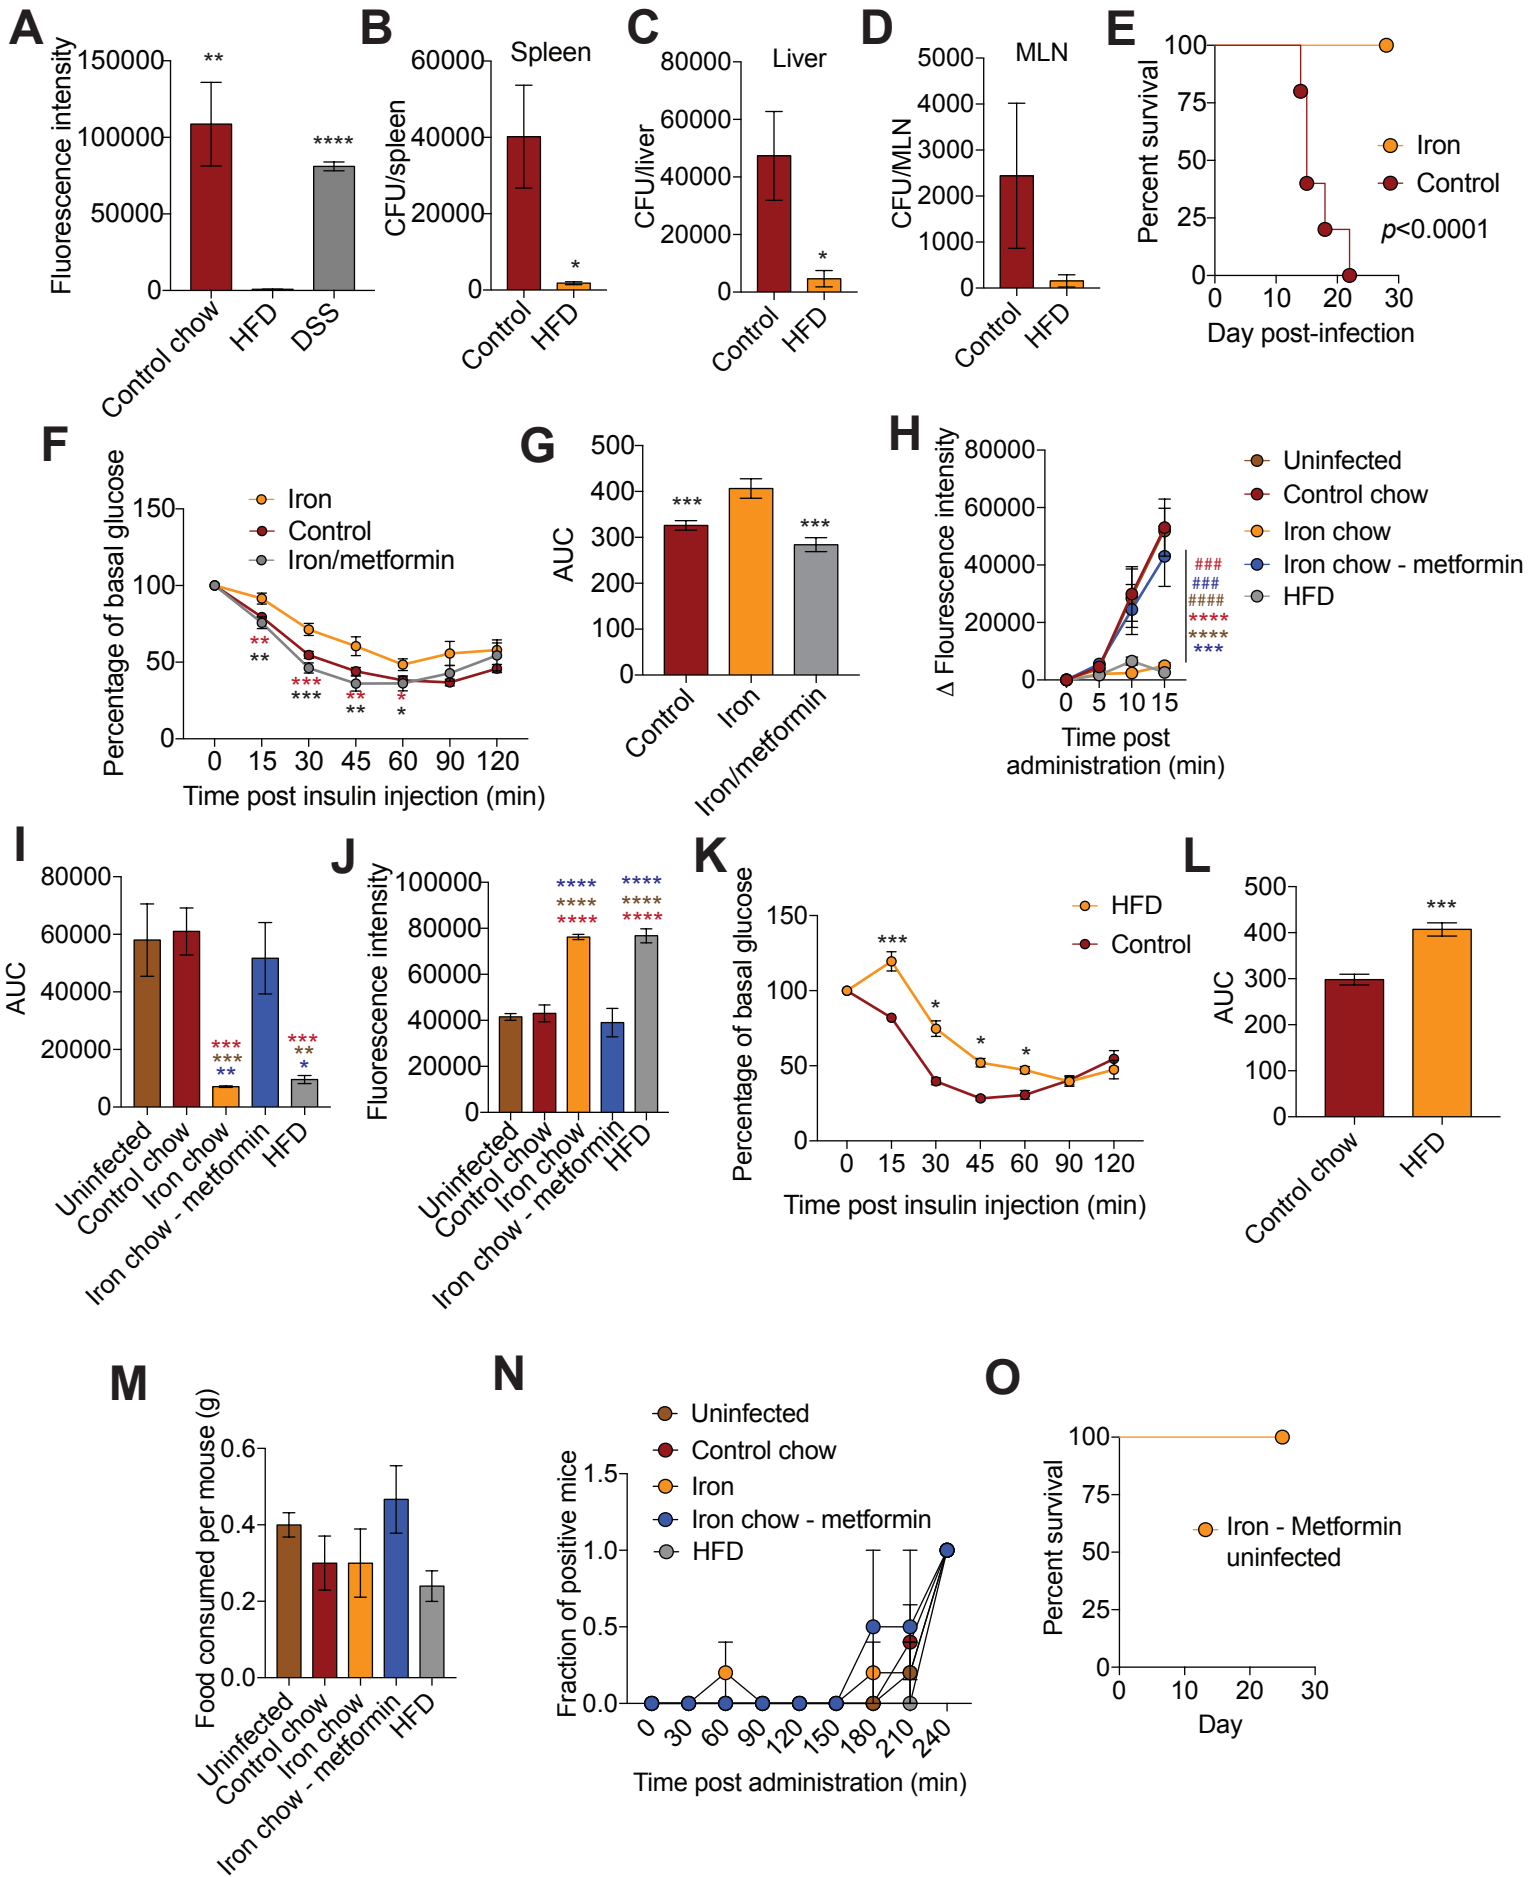 A
Fluorescence intensity
150000
100000
50000
0
**
****
Control chow
HFD
DSS
B
Spleen
CFU/spleen
60000
40000
20000
0
*
Control
HFD
C
Liver
CFU/liver
80000
60000
40000
20000
0
*
Control
HFD
D
MLN
CFU/MLN
5000
4000
3000
2000
1000
0
Control
HFD
E
Percent survival
100
75
50
25
0
0 10 20 30
Day post-infection
Iron
Control
p<0.0001
F
Percentage of basal glucose
150
100
50
0
Iron
Control
Iron/metformin
**
**
***
***
**
**
*
*
0 15 30 45 60 90 120
Time post insulin injection (min)
G
AUC
500
400
300
200
100
0
***
***
Control
Iron
Iron/metformin
H
Δ Flourescence intensity
80000
60000
40000
20000
0
0 5 10 15
Time post
administration (min)
###
###
####
****
****
***
Uninfected
Control chow
Iron chow
Iron chow - metformin
HFD
I
AUC
80000
60000
40000
20000
0
***
***
**
***
**
*
Uninfected
Control chow
Iron chow
Iron chow - metformin
HFD
J
Fluorescence intensity
100000
80000
60000
40000
20000
0
****
****
****
****
****
****
Uninfected
Control chow
Iron chow
Iron chow - metformin
HFD
K
Percentage of basal glucose
150
100
50
0
***
*
*
*
HFD
Control
0 15 30 45 60 90 120
Time post insulin injection (min)
L
AUC
500
400
300
200
100
0
***
Control chow
HFD
M
Food consumed per mouse (g)
0.6
0.4
0.2
0.0
Uninfected
Control chow
Iron chow
Iron chow - metformin
HFD
N
Fraction of positive mice
Uninfected
Control chow
Iron
Iron chow - metformin
HFD
1.5
1.0
0.5
0.0
0 30 60 90 120 150 180 210 240
Time post administration (min)
O
Percent survival
100
75
50
25
0
Iron - Metformin
uninfected
0 10 20 30
Day